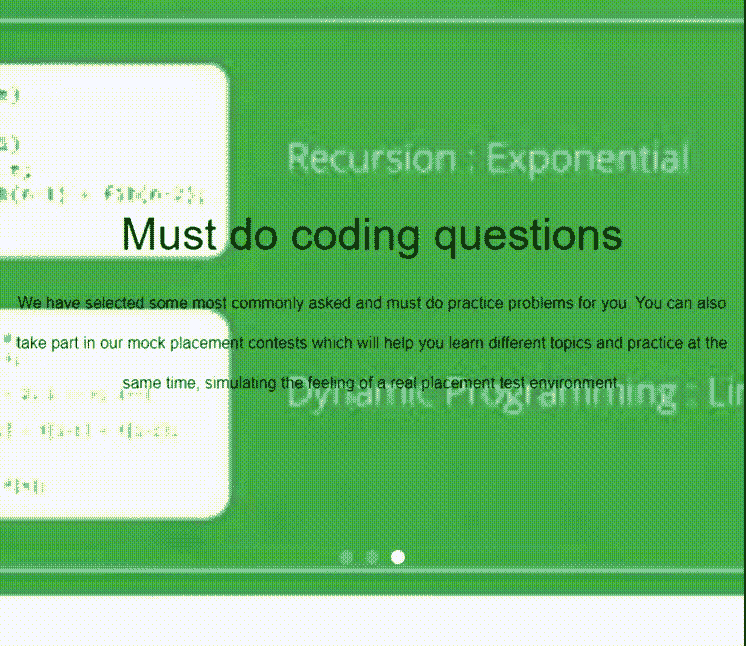 Recursion : Exponential
Must do coding questions
We have selected some most commonly asked and must do practice problems for you. You can also
take part in our mock placement contests which will help you learn different topics and practice at the
same time, simulating the feeling of a real placement test environment.
Dynamic Programming :